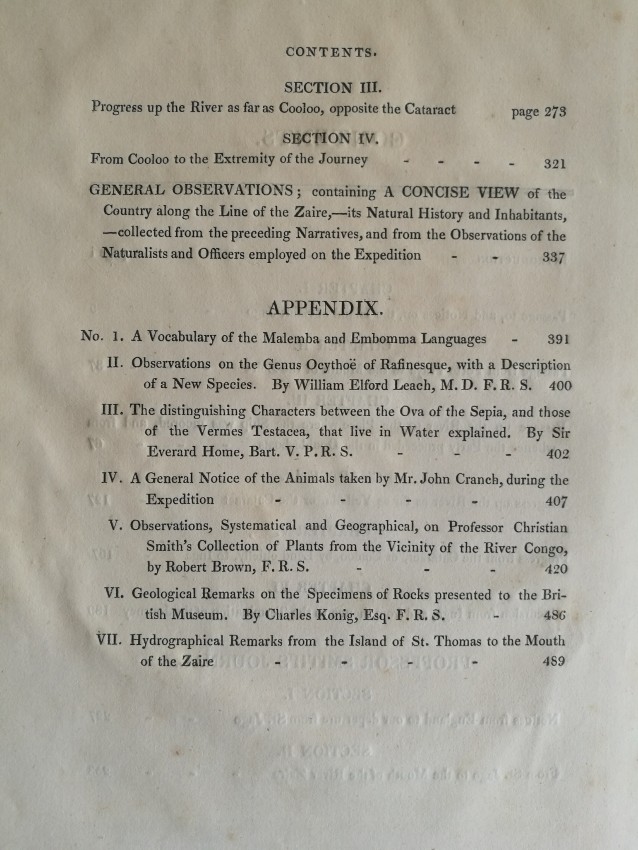 CONTENTS.
SECTION III.
Progress up the River as far as Cooloo, opposite the Cataract page 273
SECTION IV.
From Cooloo to the Extremity of the Journey - - - - 321
GENERAL OBSERVATIONS; containing A CONCISE VIEW of the
Country along the Line of the Zaire,—its Natural History and Inhabitants,
—collected from the preceding Narratives, and from the Observations of the
Naturalists and Officers employed on the Expedition - - 337
APPENDIX.
No. I. A Vocabulary of the Malemba and Embomma Languages - 391
II. Observations on the Genus Ocythoë of Rafinesque, with a Description
of a New Species. By William Elford Leach, M. D. F. R. S. 400
III. The distinguishing Characters between the Ova of the Sepia, and those
of the Vermes Testacea, that live in Water explained. By Sir
Everard Home, Bart. V. P. R. S. - - - 402
IV. A General Notice of the Animals taken by Mr. John Cranch, during the
Expedition - - - - 407
V. Observations, Systematical and Geographical, on Professor Christian
Smith's Collection of Plants from the Vicinity of the River Congo,
by Robert Brown, F. R. S. - - - 420
VI. Geological Remarks on the Specimens of Rocks presented to the Bri-
tish Museum. By Charles Konig, Esq. F. R. S. - 486
VII. Hydrographical Remarks from the Island of St. Thomas to the Mouth
of the Zaire - - - - 489